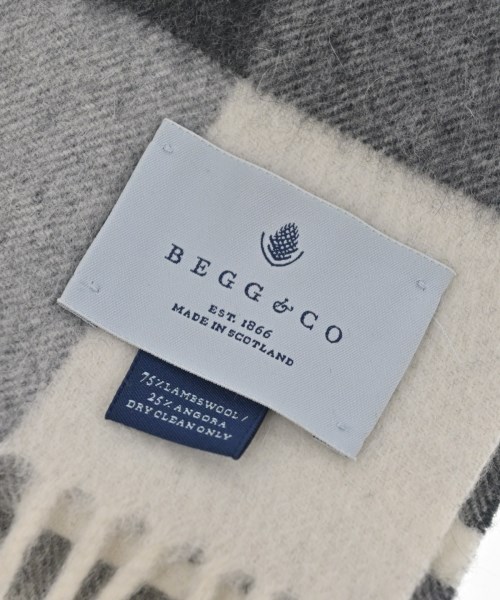 BEGG & CO
EST. 1866
MADE IN SCOTLAND
75% LAMBSWOOL /
25% ANGORA
DRY CLEAN ONLY